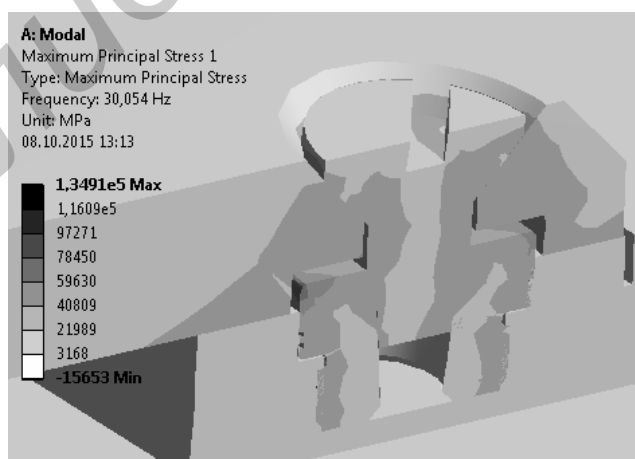 A: Modal
Maximum Principal Stress 1
Type: Maximum Principal Stress
Frequency: 30,054 Hz
Unit: MPa
08.10.2015 13:13
1,3491e5 Max
1,1609e5
97271
78450
59630
40809
21989
3168
-15653 Min